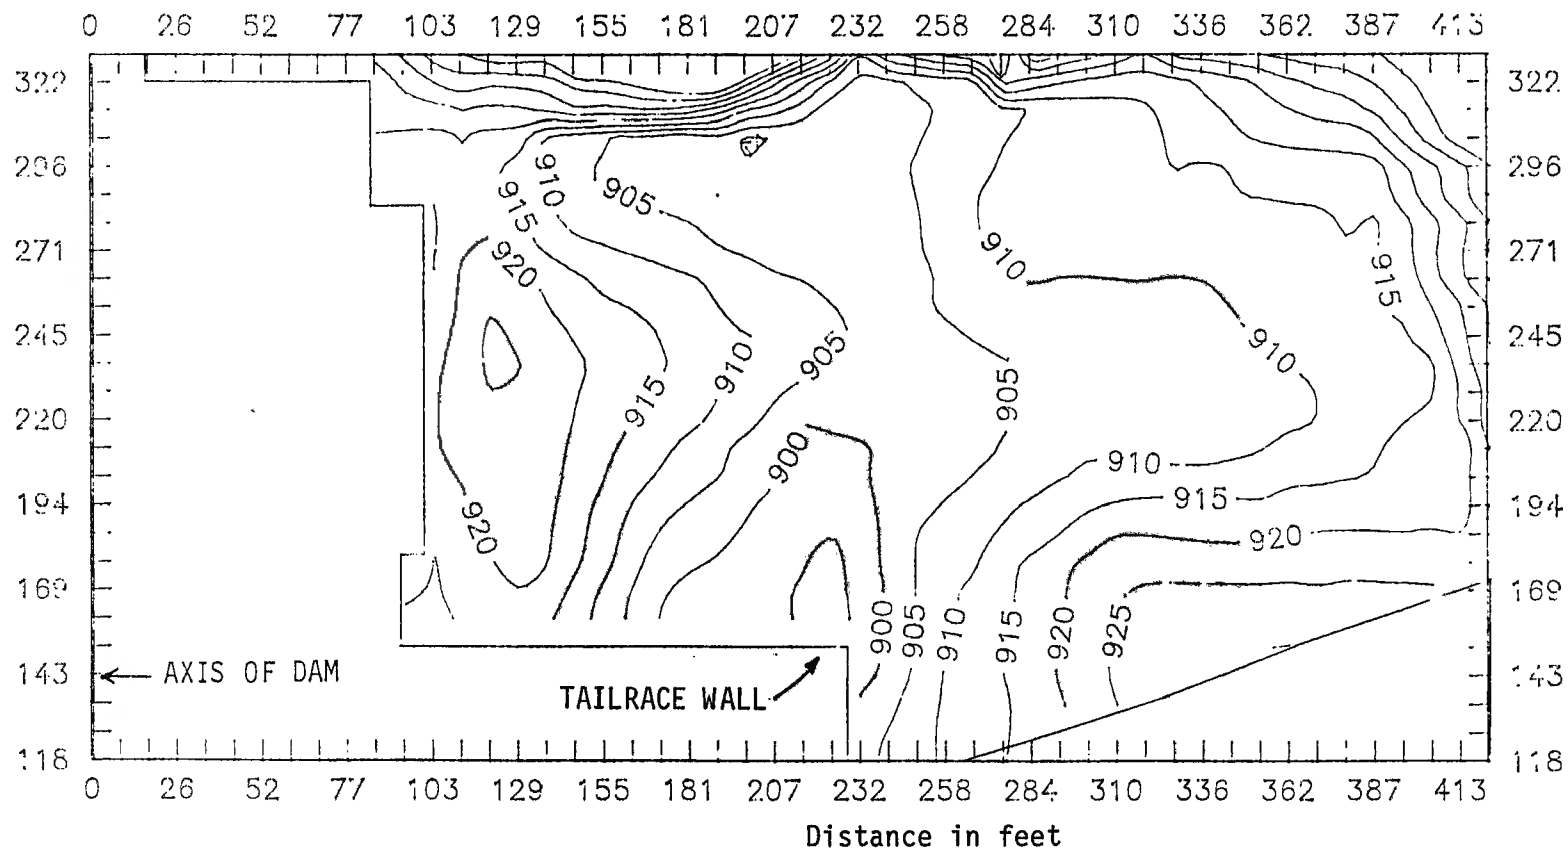 0 26 52 77 103 129 155 181 207 232 258 284 310 336 362 387 413
322 322
296 296
910
915 905
271 920 910 915 271
245 910 905 910 245
915 905
220 900 220
910
194 920 915 194
920
169 169
900 905 910 915 920 925
143 ← AXIS OF DAM 143
TAILRACE WALL
118 118
0 26 52 77 103 129 155 181 207 232 258 284 310 336 362 387 413
Distance in feet